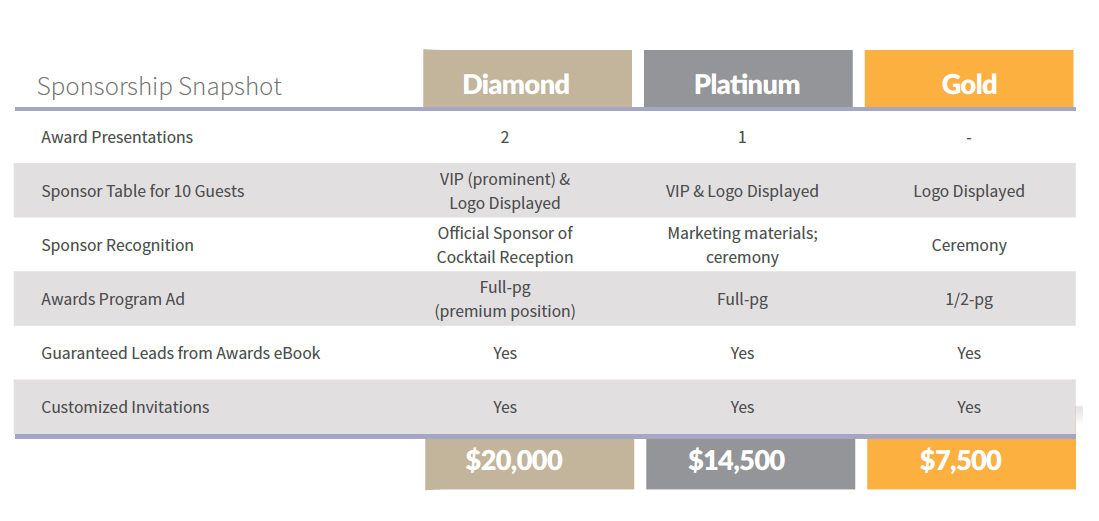 Sponsorship Snapshot Diamond Platinum Gold
Award Presentations 2 1 -
Sponsor Table for 10 Guests VIP (prominent) & Logo Displayed VIP & Logo Displayed Logo Displayed
Sponsor Recognition Official Sponsor of Cocktail Reception Marketing materials; ceremony Ceremony
Awards Program Ad Full-pg (premium position) Full-pg 1/2-pg
Guaranteed Leads from Awards eBook Yes Yes Yes
Customized Invitations Yes Yes Yes
$20,000 $14,500 $7,500